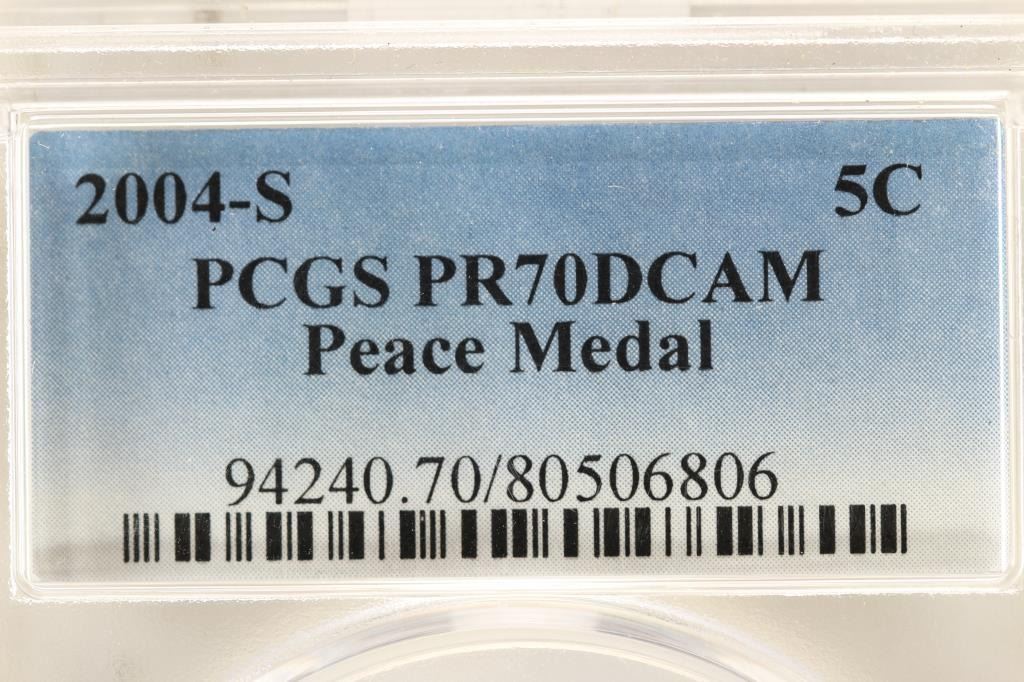 2004-S 5C
PCGS PR70DCAM
Peace Medal
94240.70/80506806